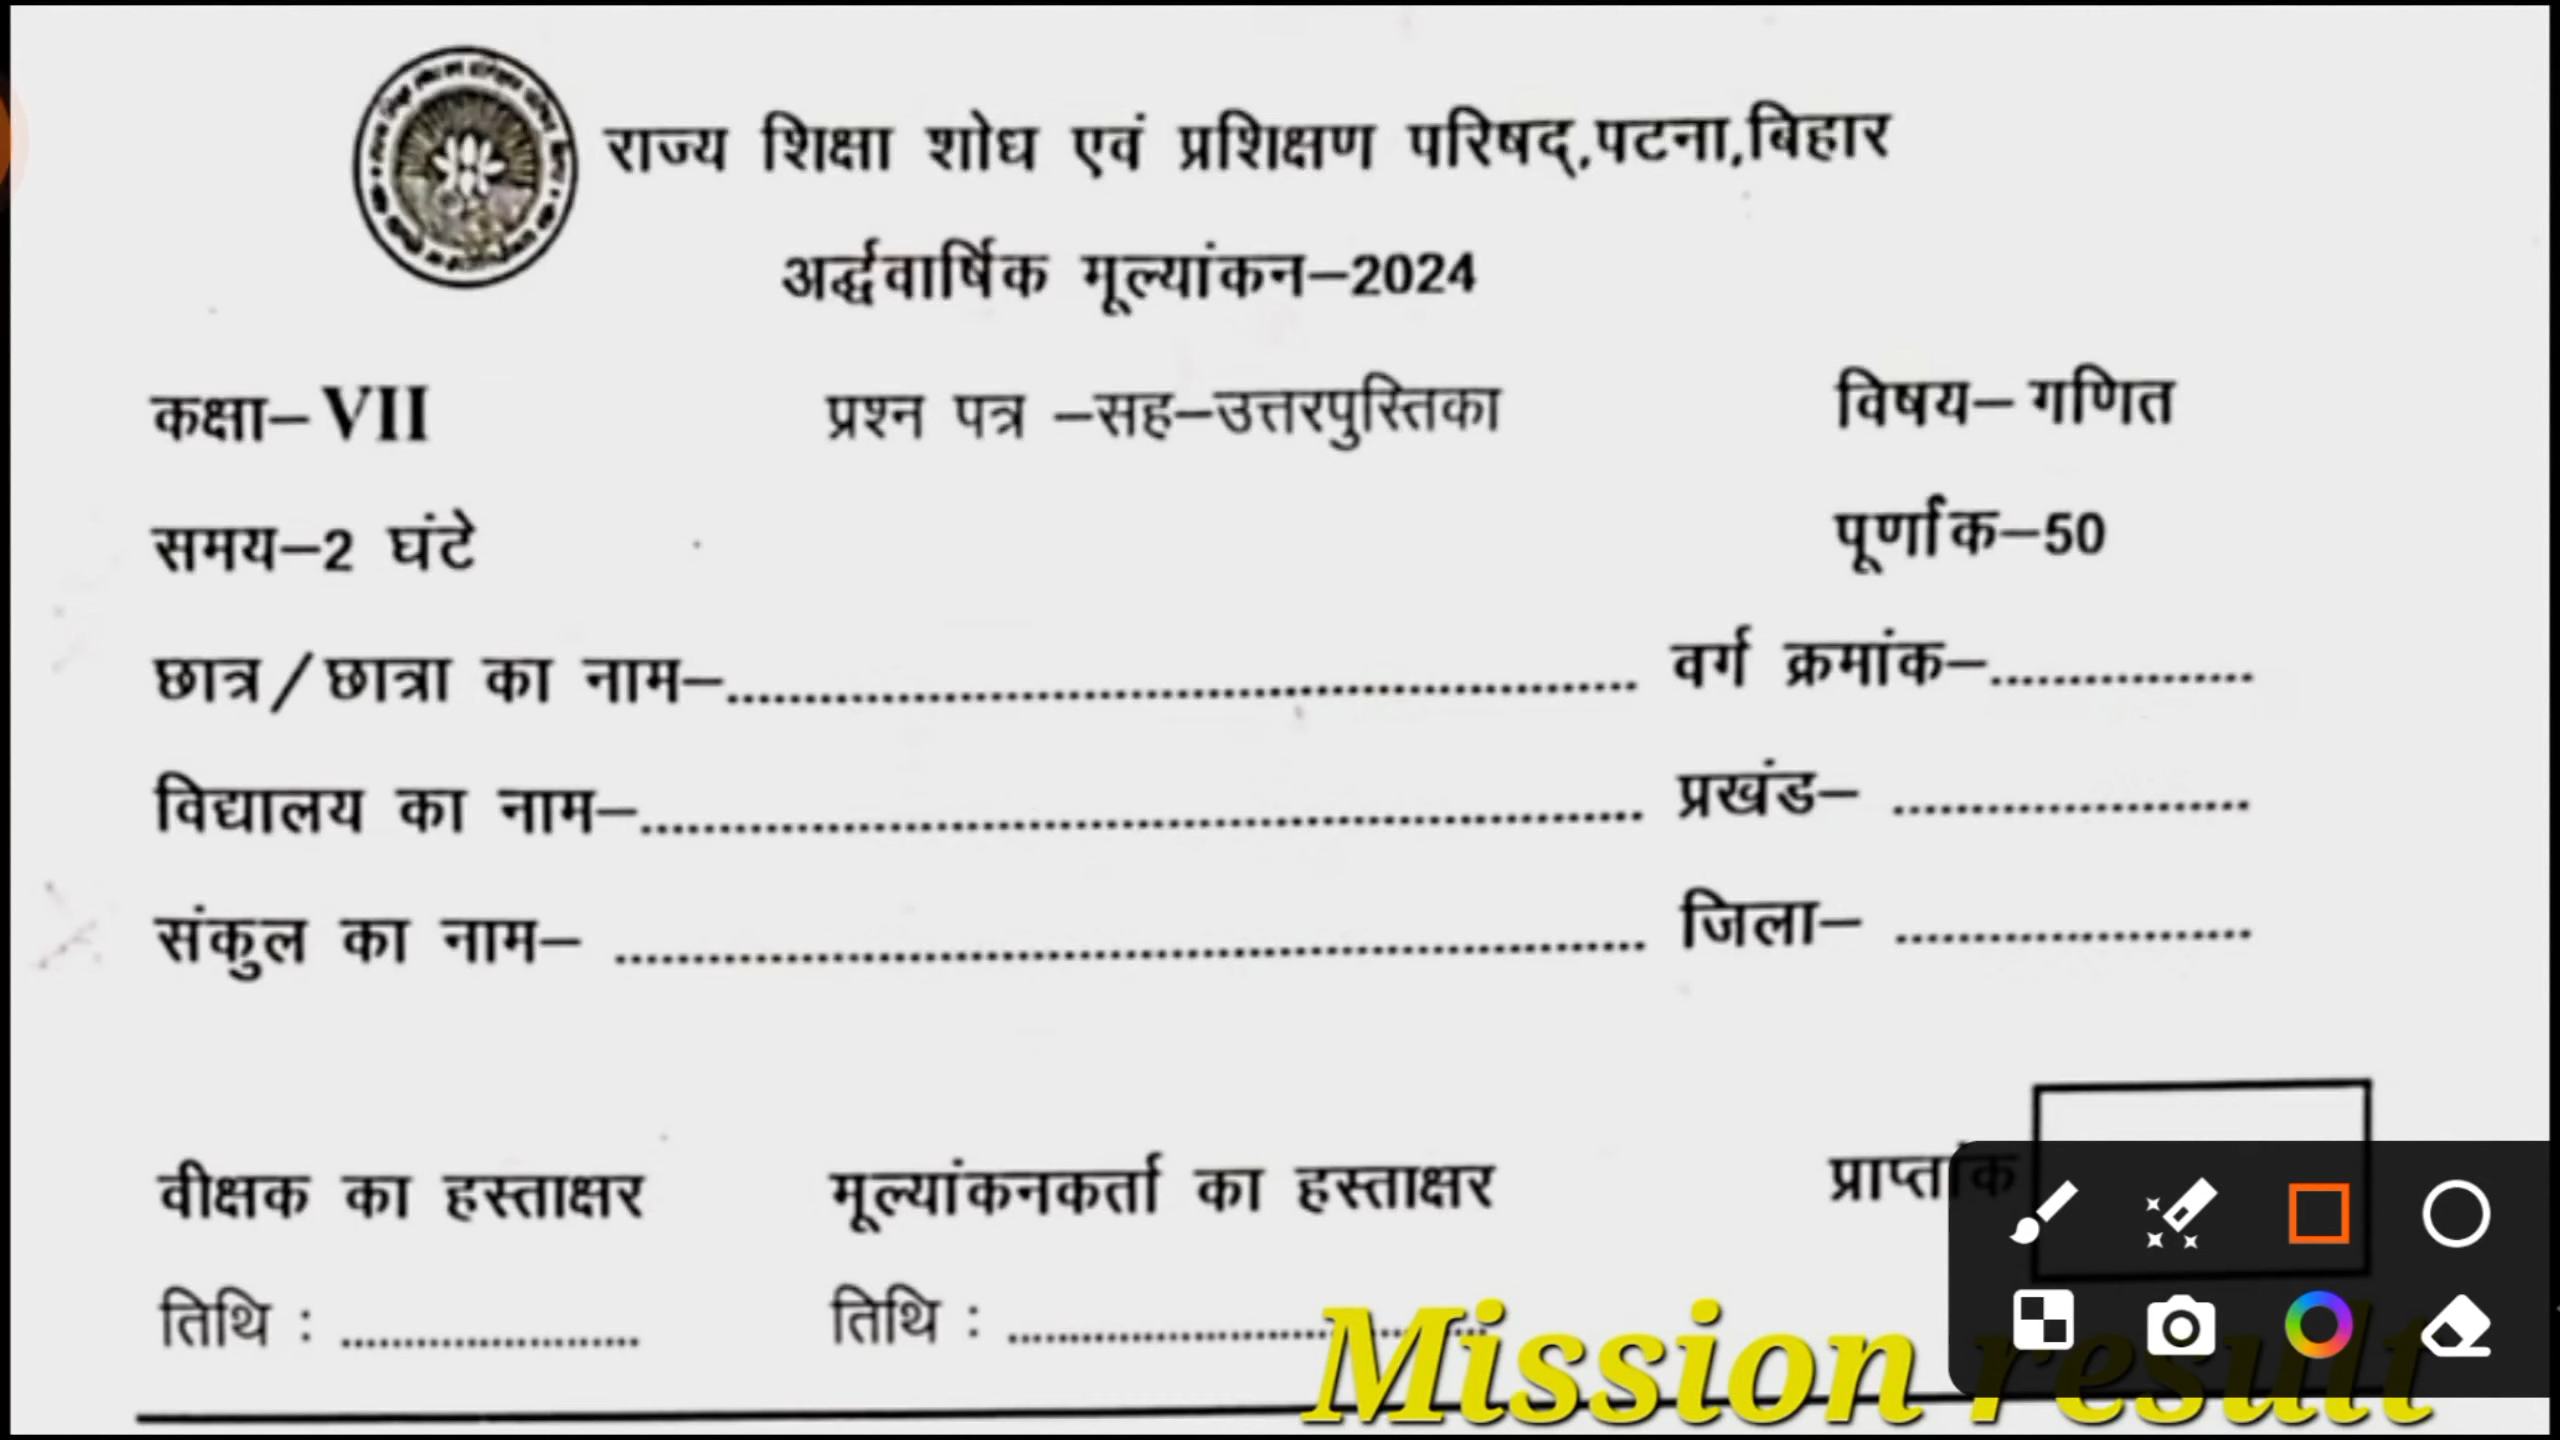 राज्य शिक्षा शोध एवं प्रशिक्षण परिषद्,पटना,बिहार
अर्द्धवार्षिक मूल्यांकन–2024
कक्षा– VII प्रश्न पत्र –सह–उत्तरपुस्तिका विषय– गणित
समय–2 घंटे पूर्णांक–50
छात्र/छात्रा का नाम–........................................ वर्ग क्रमांक–.................
विद्यालय का नाम–........................................ प्रखंड– .......................
संकुल का नाम– ........................................ जिला– .......................
वीक्षक का हस्ताक्षर मूल्यांकनकर्ता का हस्ताक्षर प्राप्तांक
तिथि : ....................... तिथि : .......................
Mission result